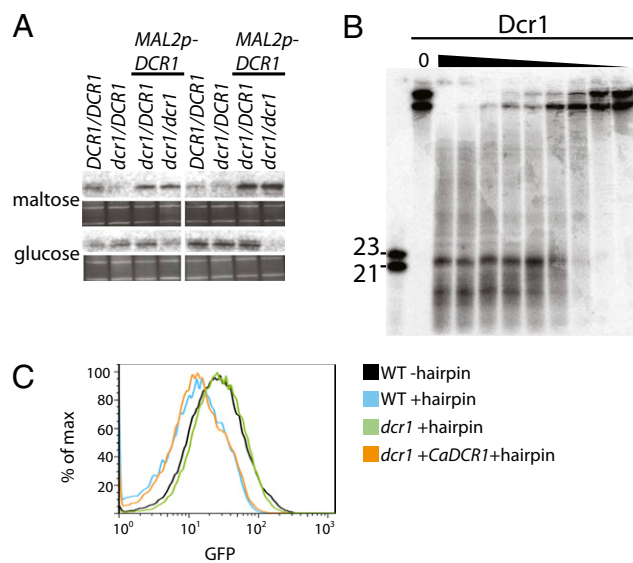 A
MAL2p-
DCR1
MAL2p-
DCR1
DCR1/DCR1
dcr1/DCR1
dcr1/DCR1
dcr1/dcr1
DCR1/DCR1
dcr1/DCR1
dcr1/DCR1
dcr1/dcr1
maltose
glucose
B
Dcr1
0
23
21
C
% of max
100
80
60
40
20
10⁰
10¹
10²
10³
GFP
WT -hairpin
WT +hairpin
dcr1 +hairpin
dcr1 +CaDCR1+hairpin